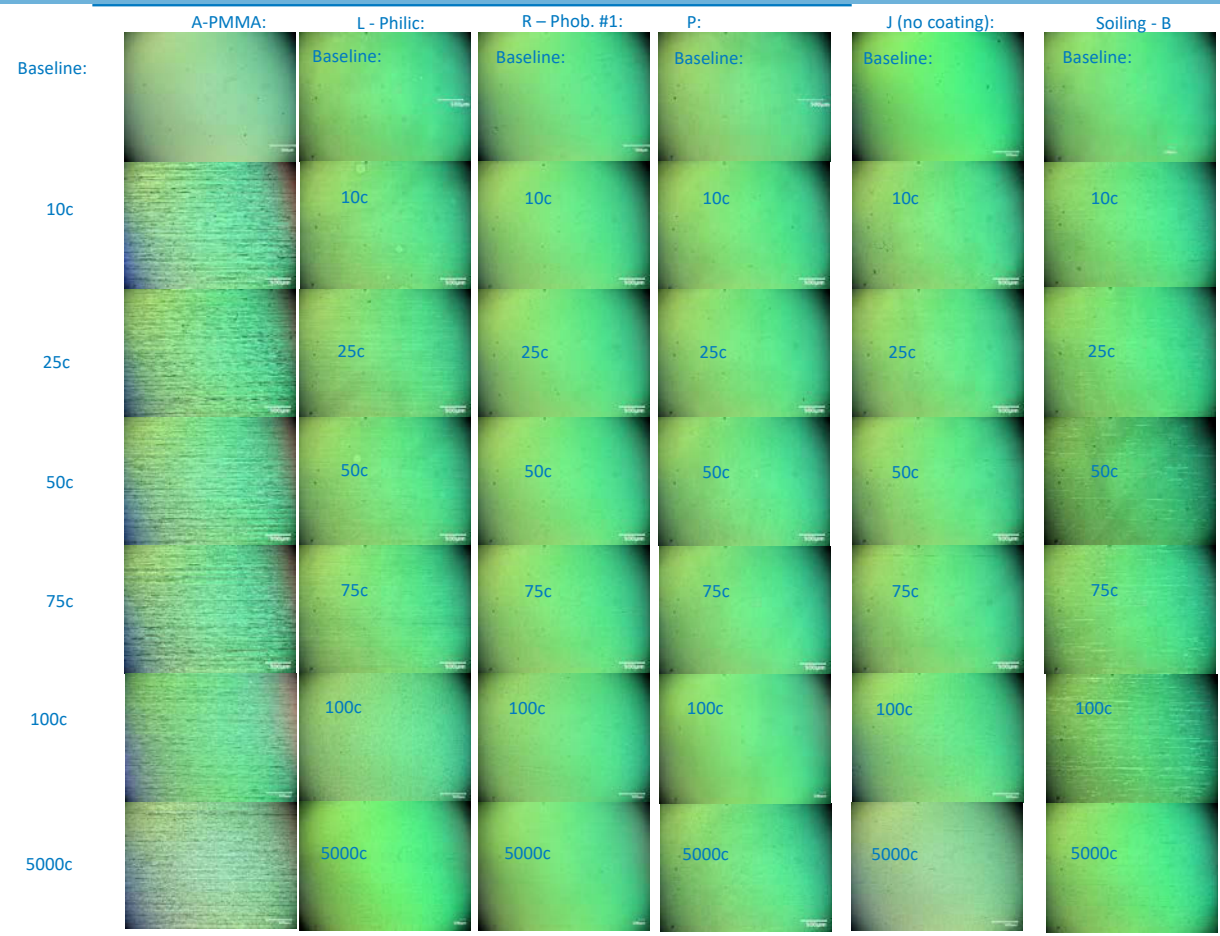 A-PMMA: L - Philic: R – Phob. #1: P: J (no coating): Soiling - B
Baseline: Baseline: Baseline: Baseline: Baseline: Baseline:
10c 10c 10c 10c 10c 10c
25c 25c 25c 25c 25c 25c
50c 50c 50c 50c 50c 50c
75c 75c 75c 75c 75c 75c
100c 100c 100c 100c 100c 100c
5000c 5000c 5000c 5000c 5000c 5000c